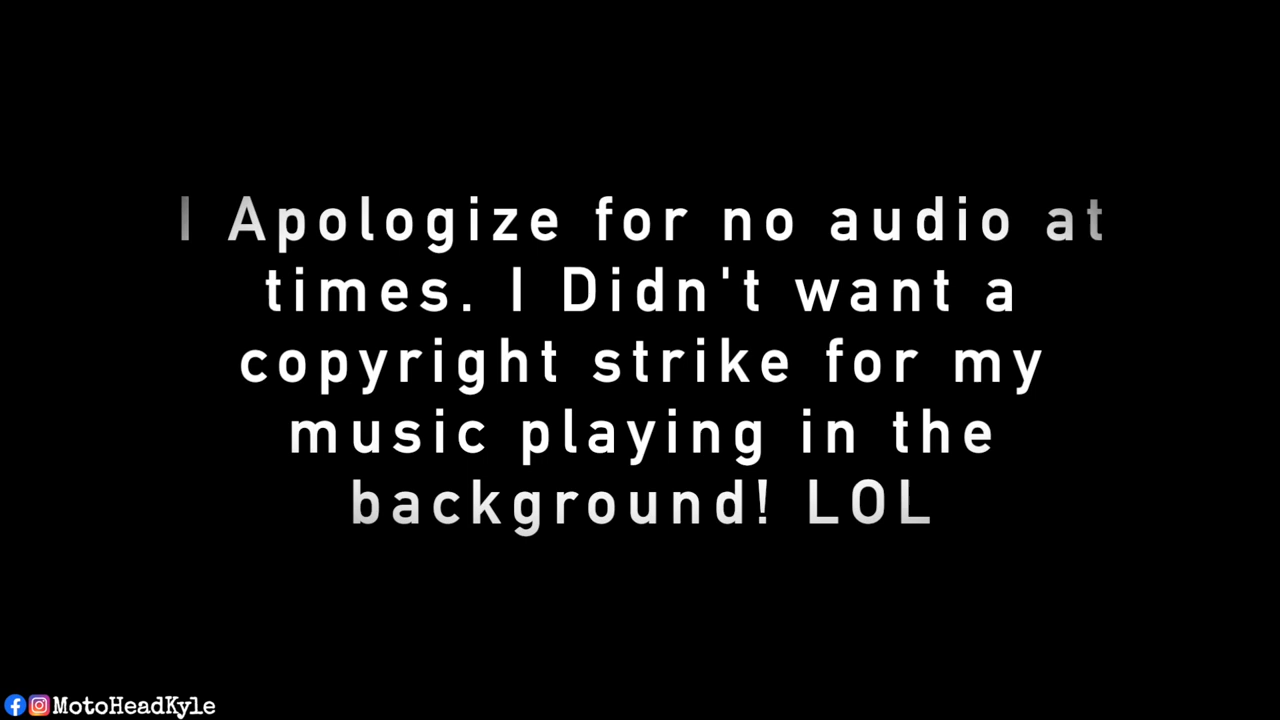 I Apologize for no audio at
times. I Didn't want a
copyright strike for my
music playing in the
background! LOL
MotoHeadKyle